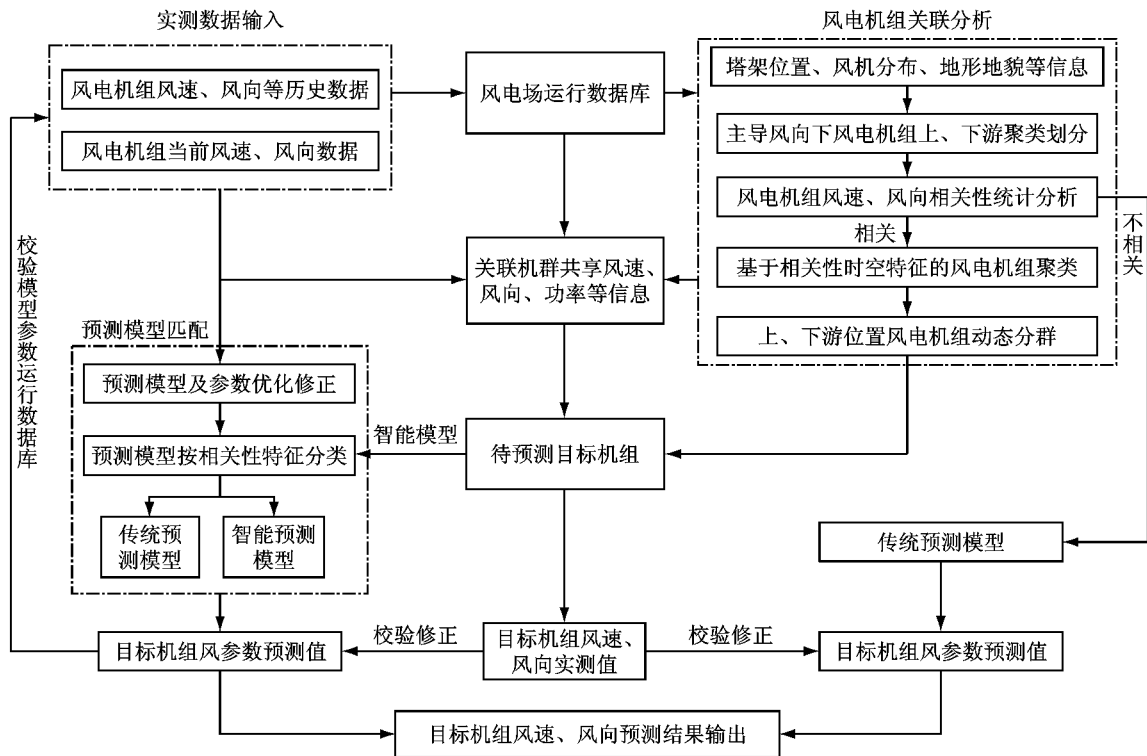 实测数据输入
风电机组风速、风向等历史数据
风电机组当前风速、风向数据
风电场运行数据库
风电机组关联分析
塔架位置、风机分布、地形地貌等信息
主导风向下风电机组上、下游聚类划分
风电机组风速、风向相关性统计分析
相关
不相关
基于相关性时空特征的风电机组聚类
上、下游位置风电机组动态分群
关联机群共享风速、
风向、功率等信息
校验模型参数运行数据库
预测模型匹配
预测模型及参数优化修正
预测模型按相关性特征分类
传统预
测模型
智能预测
模型
智能模型
待预测目标机组
传统预测模型
目标机组风参数预测值
校验修正
目标机组风速、
风向实测值
校验修正
目标机组风参数预测值
目标机组风速、风向预测结果输出